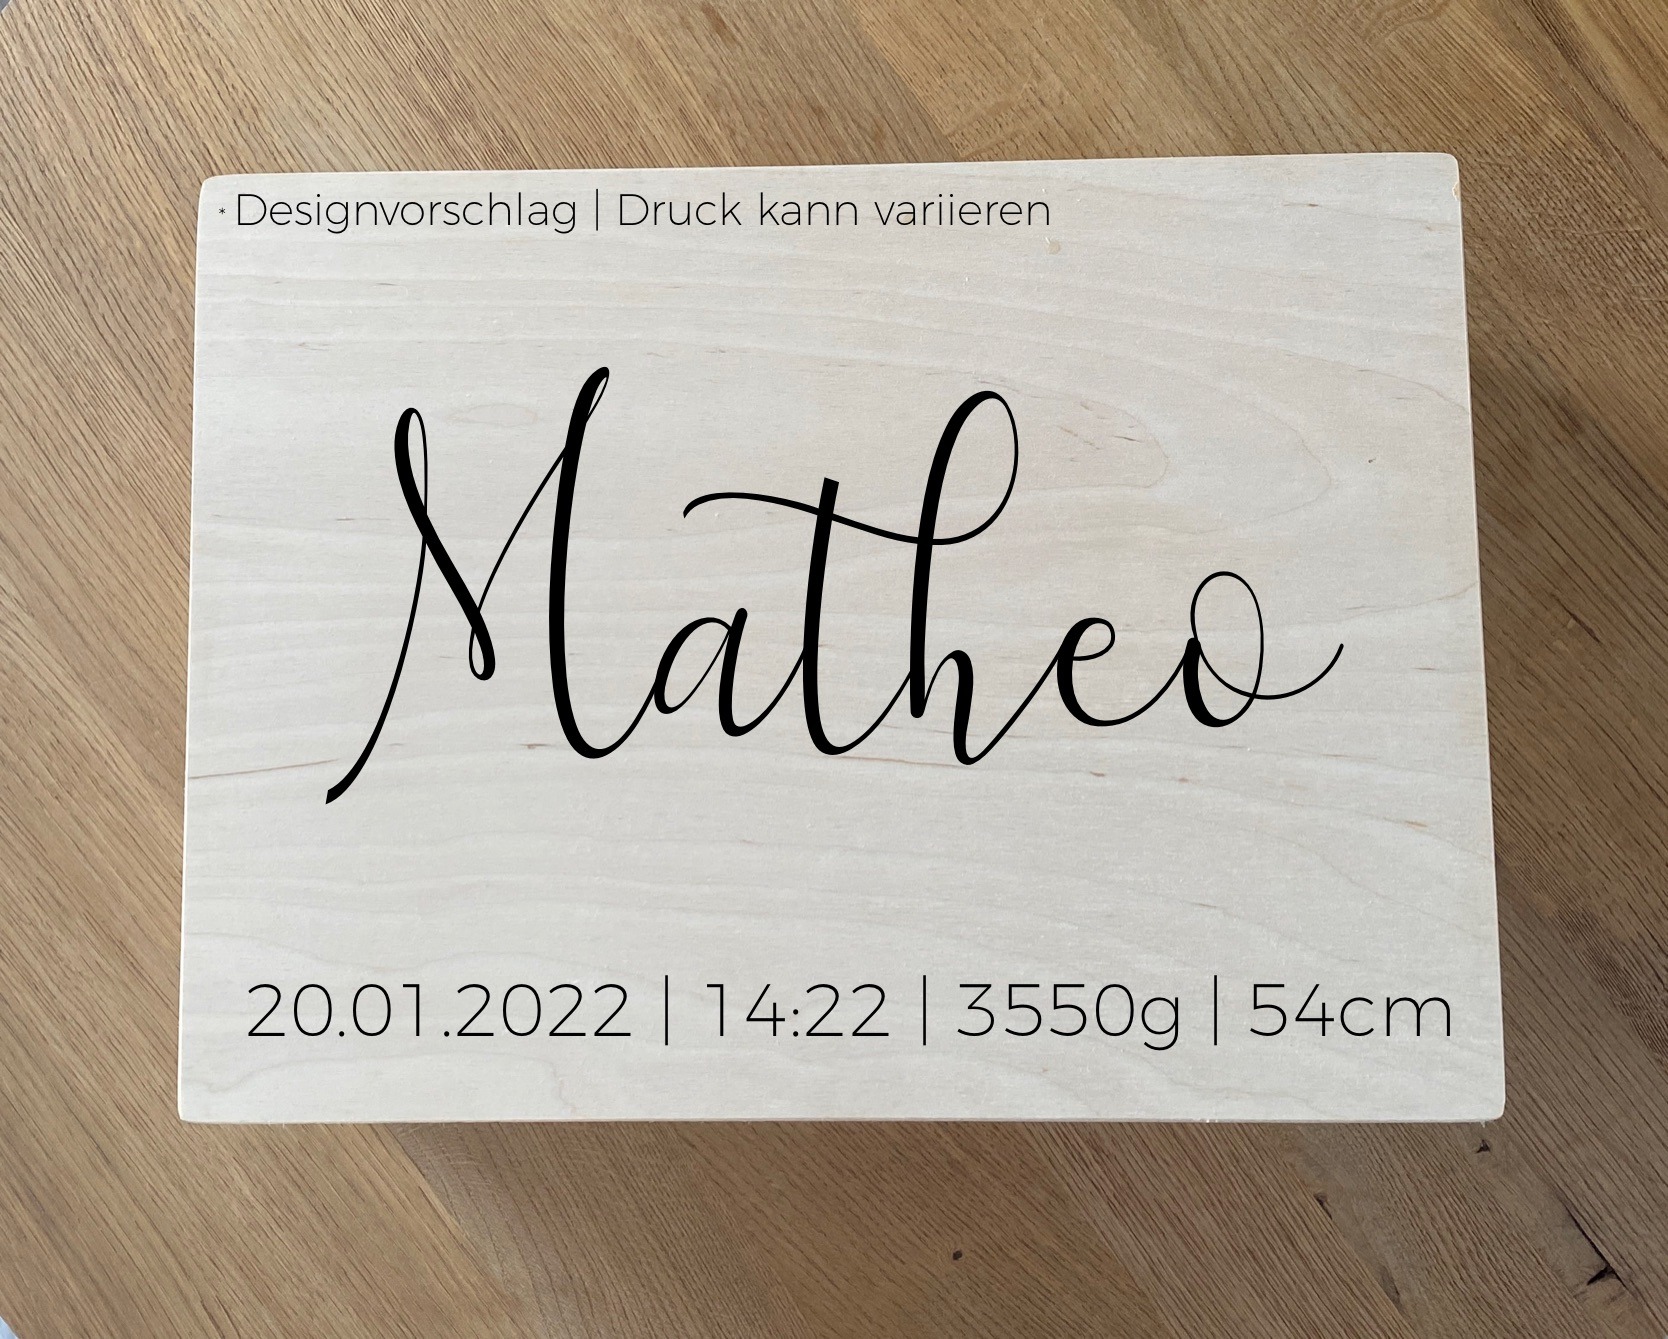 * Designvorschlag | Druck kann variieren
Matheo
20.01.2022 | 14:22 | 3550g | 54cm